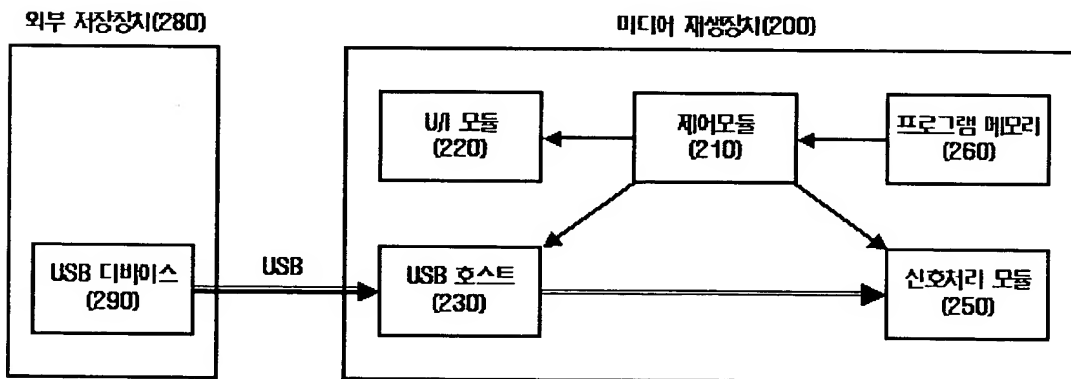 외부 저장장치(280)
미디어 재생장치(200)
U/I 모듈
(220)
제어모듈
(210)
프로그램 메모리
(260)
USB 디바이스
(290)
USB
USB 호스트
(230)
신호처리 모듈
(250)